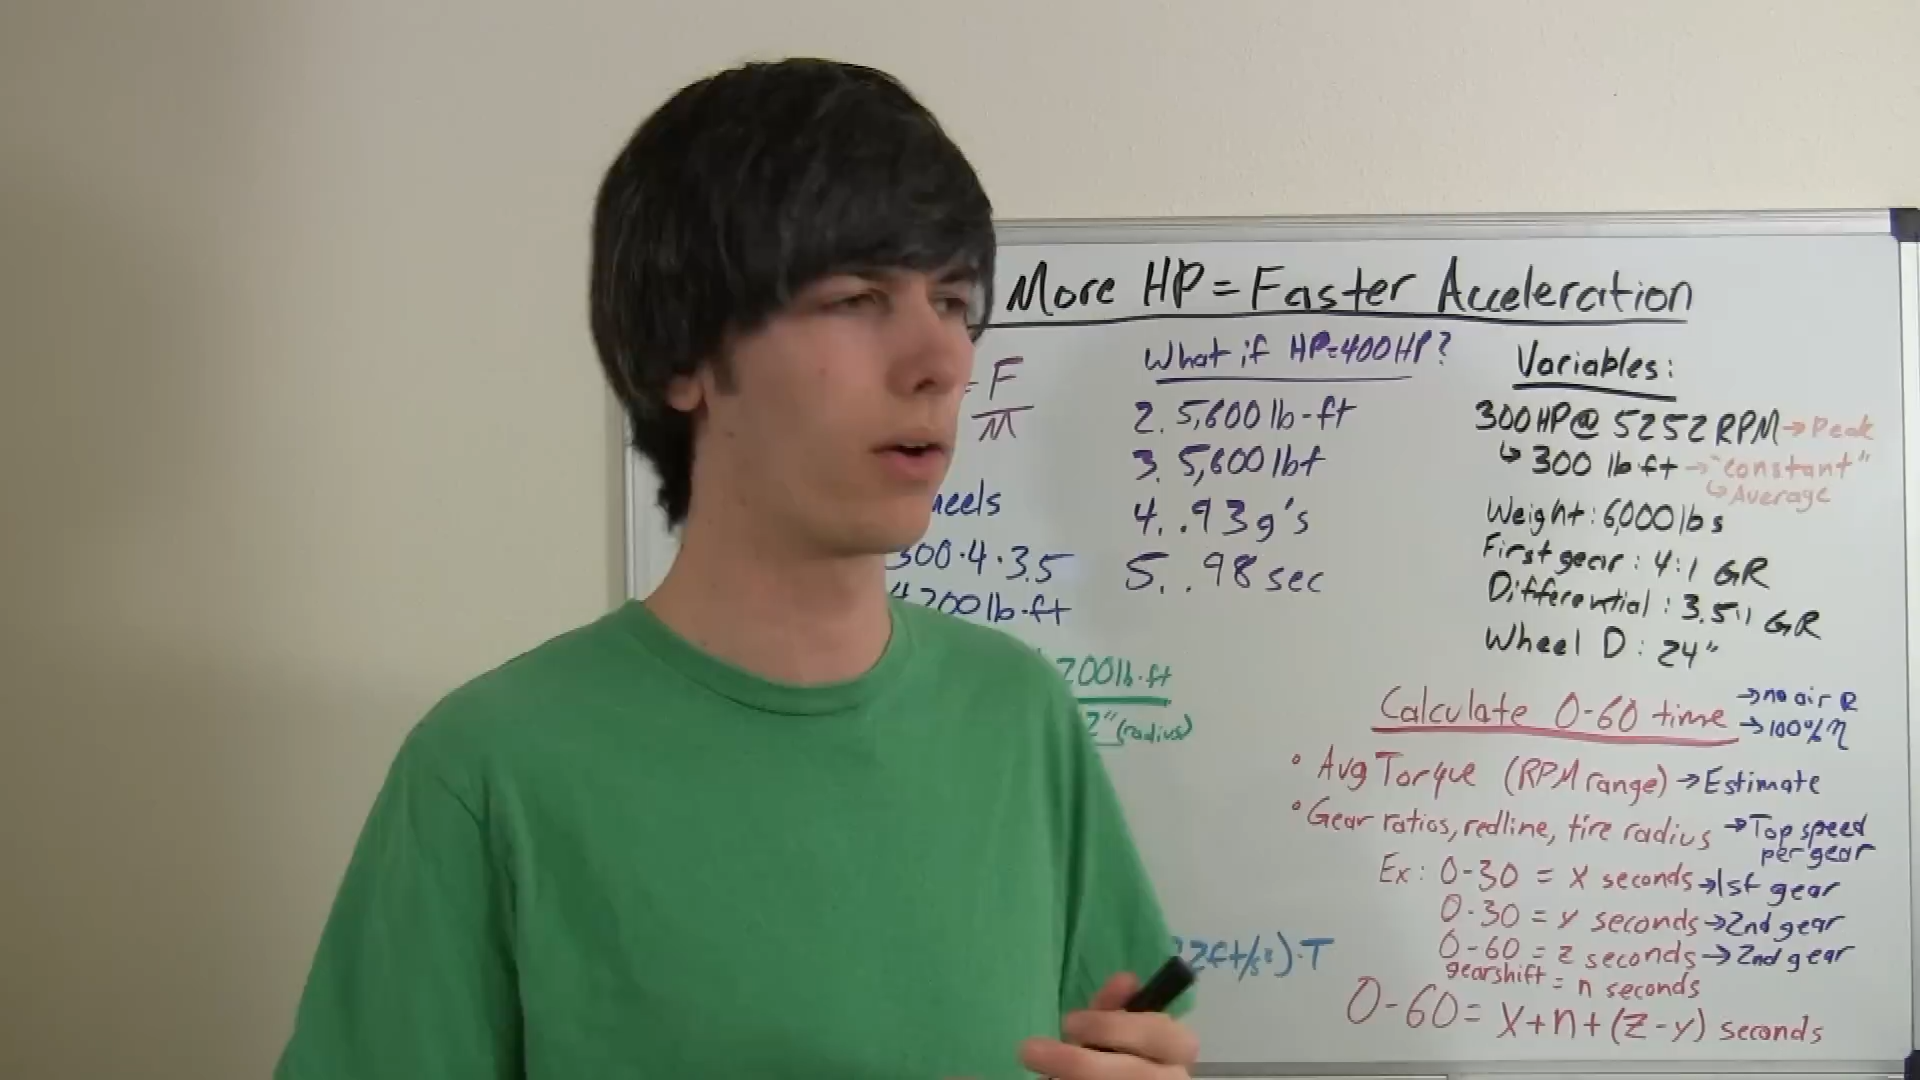 More HP = Faster Acceleration
= F
M
What if HP=400HP?
2. 5,600 lb-ft
3. 5,600 lbf
4. .93 g's
5. .98 sec
300·4·3.5
4200 lb·ft
200 lb·ft
2" (radius)
2ft/s²)·T
Variables:
300HP@ 5252 RPM → Peak
↳ 300 lb·ft → "constant"
↳ Average
Weight: 6,000 lbs
First gear: 4:1 GR
Differential: 3.5:1 GR
Wheel D: 24"
Calculate 0-60 time
→ no air R
→ 100% η
• Avg Torque (RPM range) → Estimate
• Gear ratios, redline, tire radius → Top speed
per gear
Ex: 0-30 = x seconds → 1st gear
0-30 = y seconds → 2nd gear
0-60 = z seconds → 2nd gear
gearshift = n seconds
0-60 = x+n+(z-y) seconds